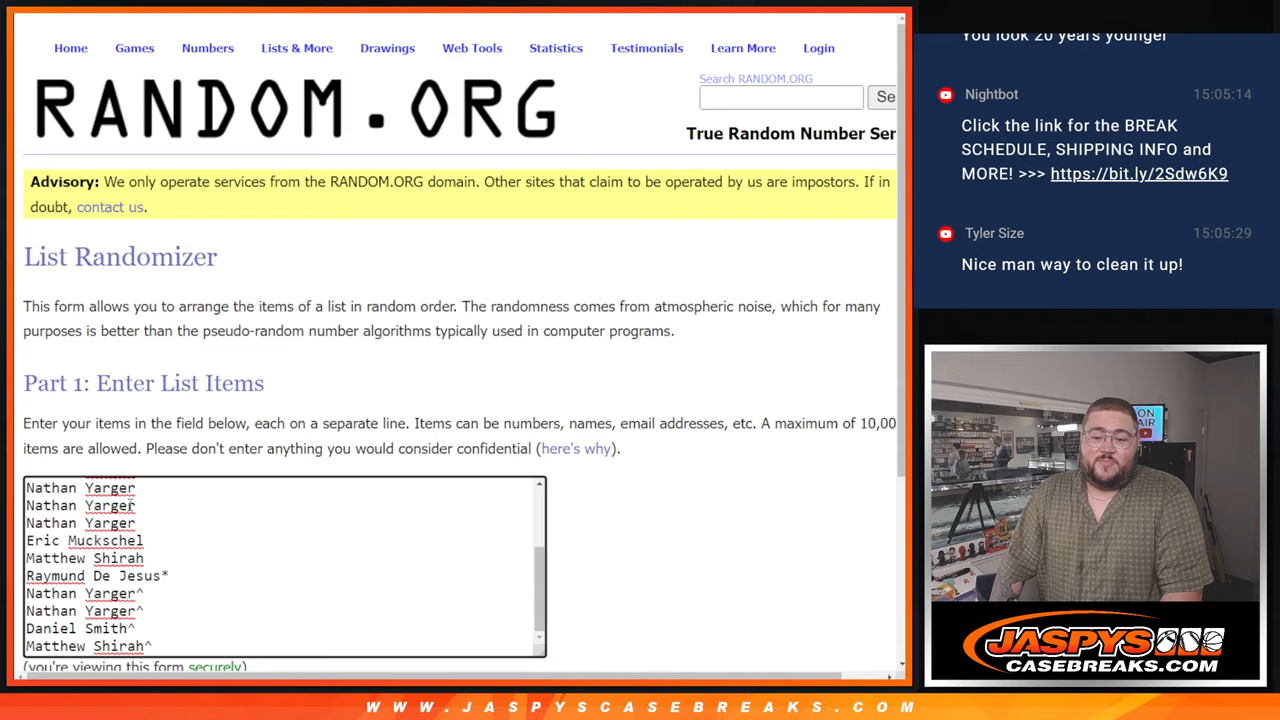 Home Games Numbers Lists & More Drawings Web Tools Statistics Testimonials Learn More Login
RANDOM.ORG
Search RANDOM.ORG
Se
True Random Number Ser
Advisory: We only operate services from the RANDOM.ORG domain. Other sites that claim to be operated by us are impostors. If in
doubt, contact us.
List Randomizer
This form allows you to arrange the items of a list in random order. The randomness comes from atmospheric noise, which for many
purposes is better than the pseudo-random number algorithms typically used in computer programs.
Part 1: Enter List Items
Enter your items in the field below, each on a separate line. Items can be numbers, names, email addresses, etc. A maximum of 10,00
items are allowed. Please don't enter anything you would consider confidential (here's why).
Nathan Yarger
Nathan Yarger
Nathan Yarger
Eric Muckschel
Matthew Shirah
Raymund De Jesus*
Nathan Yarger^
Nathan Yarger^
Daniel Smith^
Matthew Shirah^
(you're viewing this form securely)
You look 20 years younger
Nightbot 15:05:14
Click the link for the BREAK
SCHEDULE, SHIPPING INFO and
MORE! >>> https://bit.ly/2Sdw6K9
Tyler Size 15:05:29
Nice man way to clean it up!
ON
AIR
JASPYS
CASEBREAKS.COM
WWW.JASPYSCASEBREAKS.COM